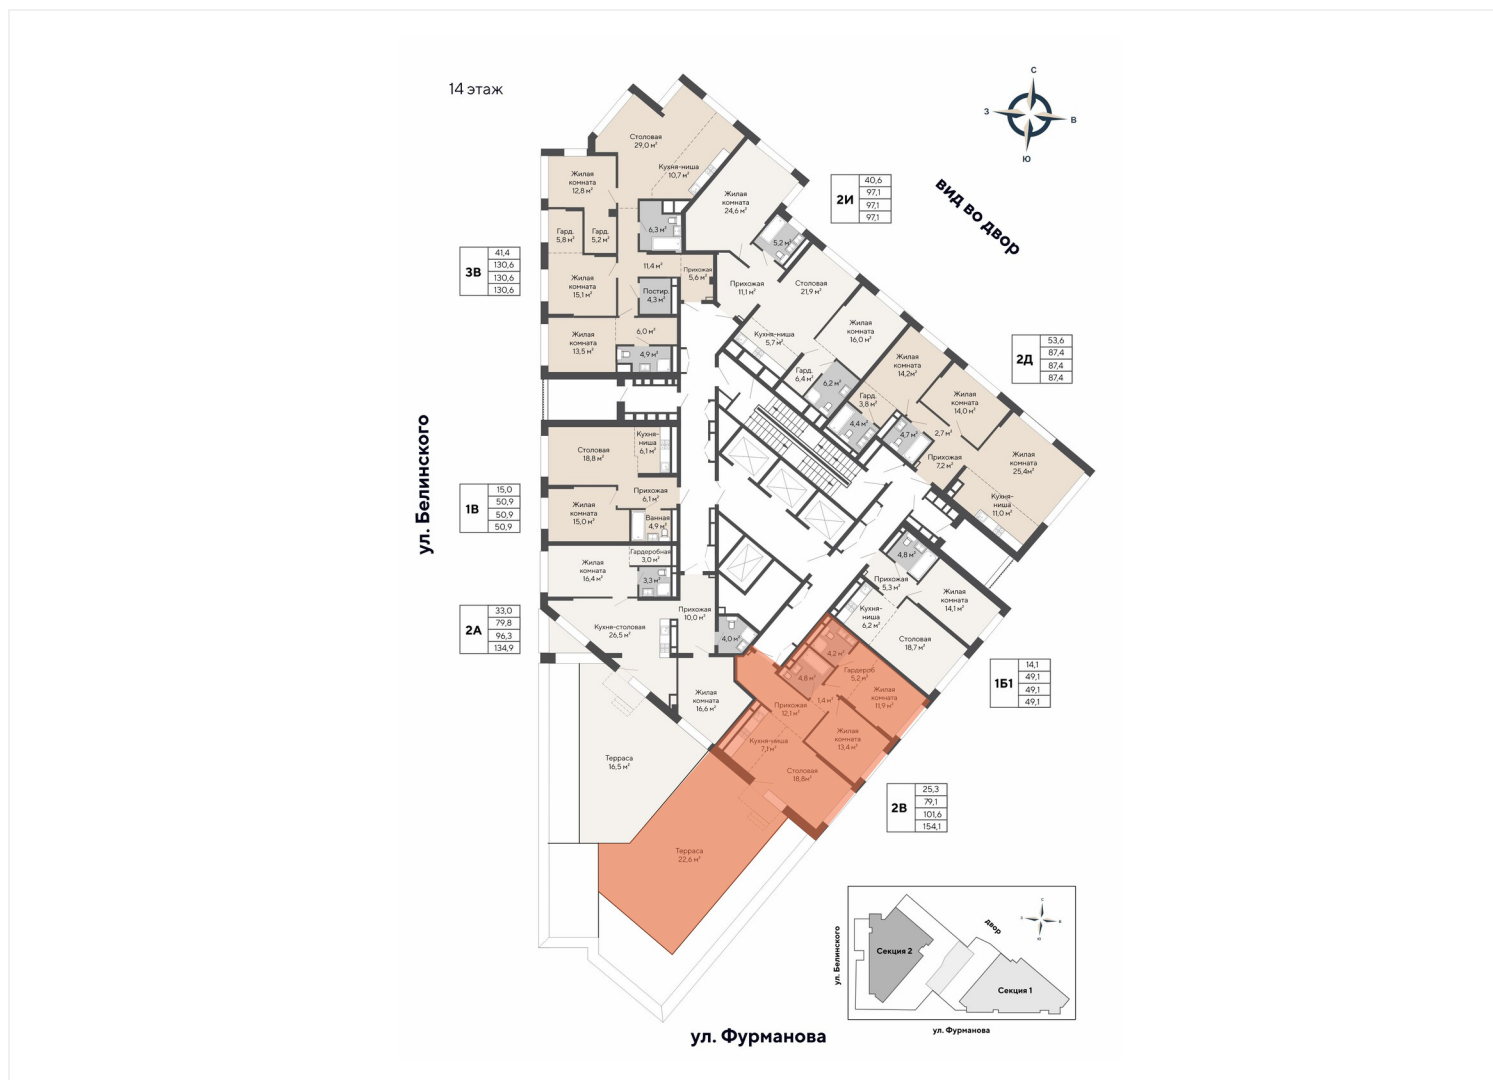 14 этаж
С
З
В
Ю
вид во двор
ул. Белинского
ул. Фурманова
3В
41,4
130,6
130,6
130,6
Столовая
29,0 м²
Кухня-ниша
10,7 м²
Жилая
комната
12,8 м²
Гард.
5,8 м²
Гард.
5,2 м²
6,3 м²
11,4 м²
Прихожая
5,6 м²
Жилая
комната
15,1 м²
Постир.
4,3 м²
Жилая
комната
13,5 м²
6,0 м²
4,9 м²
2И
40,6
97,1
97,1
97,1
Жилая
комната
24,6 м²
5,2 м²
Прихожая
11,1 м²
Столовая
21,9 м²
Кухня-ниша
5,7 м²
Жилая
комната
16,0 м²
Гард.
6,4 м²
6,2 м²
2Д
53,6
87,4
87,4
87,4
Жилая
комната
14,2м²
Гард.
3,8 м²
4,4 м²
Жилая
комната
14,0 м²
4,7 м²
2,7 м²
Прихожая
7,2 м²
Жилая
комната
25,4м²
Кухня-
ниша
11,0 м²
1В
15,0
50,9
50,9
50,9
Столовая
18,8 м²
Кухня-
ниша
6,1 м²
Прихожая
6,1 м²
Жилая
комната
15,0 м²
Ванная
4,9 м²
2А
33,0
79,8
96,3
134,9
Жилая
комната
16,4 м²
Гардеробная
3,0 м²
3,3 м²
Прихожая
10,0 м²
Кухня-столовая
26,5 м²
4,0 м²
Жилая
комната
16,6 м²
Терраса
16,5 м²
1Б1
14,1
49,1
49,1
49,1
4,8 м²
Прихожая
5,3 м²
Жилая
комната
14,1 м²
Кухня-
ниша
6,2 м²
Столовая
18,7 м²
2В
25,3
79,1
101,6
154,1
4,2 м²
4,8 м²
Гардероб
5,2 м²
Жилая
комната
11,9 м²
1,4 м²
Прихожая
12,1 м²
Жилая
комната
13,4 м²
Кухня-ниша
7,1 м²
Столовая
18,8м²
Терраса
22,6 м²
ул. Белинского
двор
Секция 2
Секция 1
ул. Фурманова